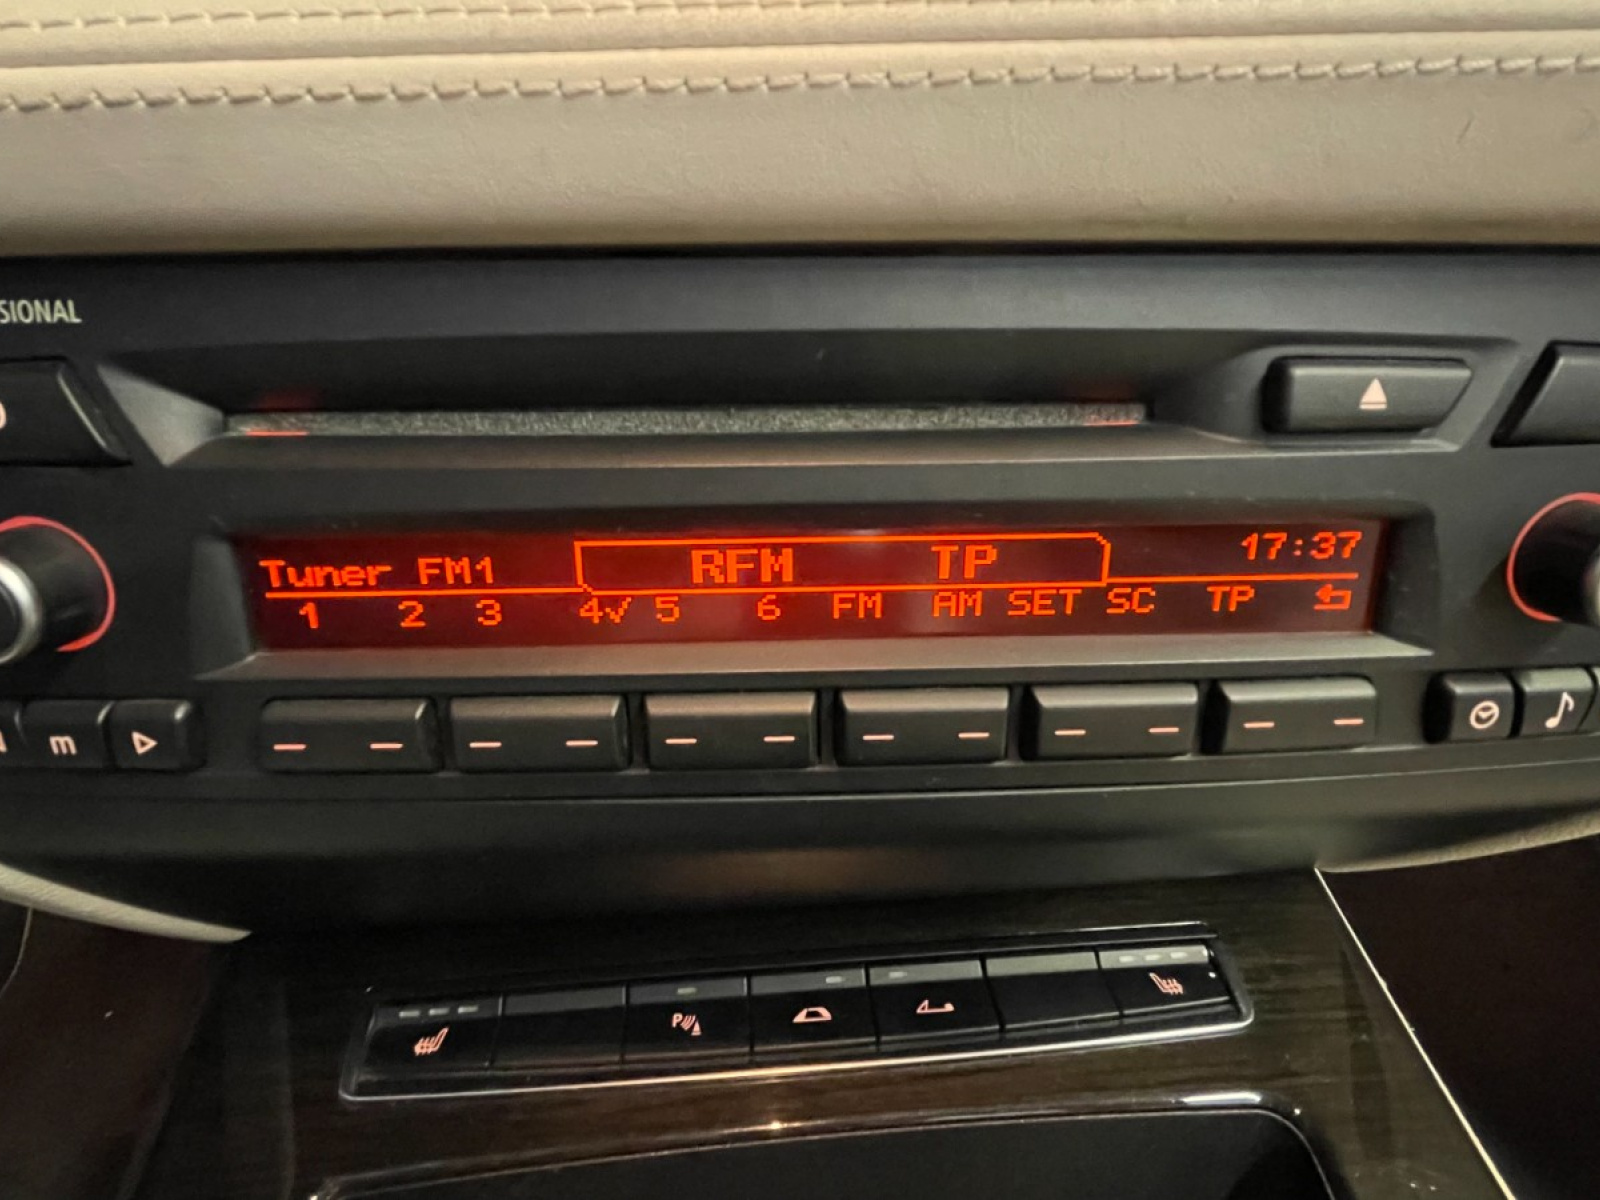 SIONAL
Tuner FM1 RFM TP 17:37
1 2 3 4✓ 5 6 FM AM SET SC TP
m
P